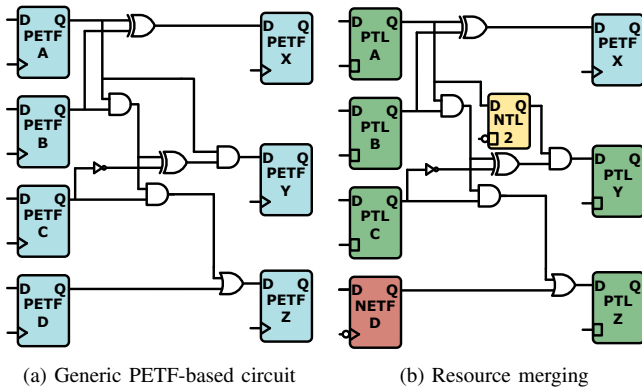 D Q
PETF
A
D Q
PETF
B
D Q
PETF
C
D Q
PETF
D
D Q
PETF
X
D Q
PETF
Y
D Q
PETF
Z
(a) Generic PETF-based circuit
D Q
PTL
A
D Q
PTL
B
D Q
PTL
C
D Q
NETF
D
D Q
NTL
2
D Q
PETF
X
D Q
PTL
Y
D Q
PTL
Z
(b) Resource merging